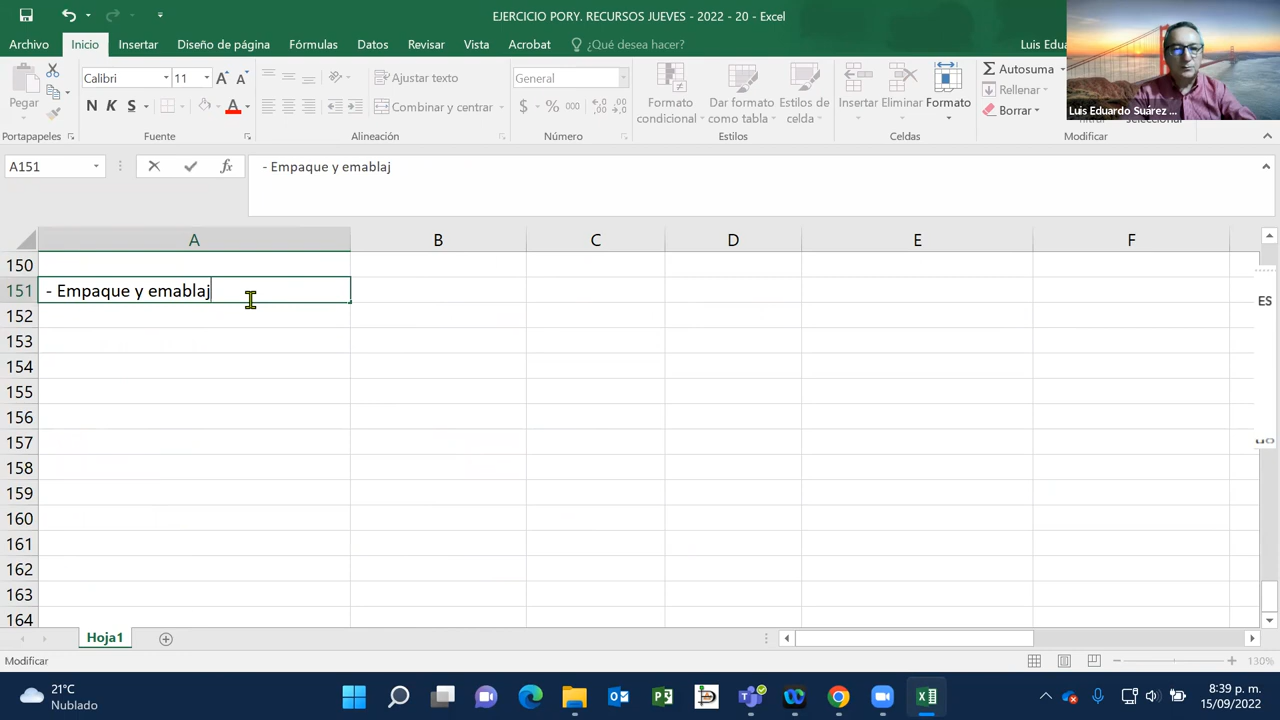 EJERCICIO PORY. RECURSOS JUEVES - 2022 - 20 - Excel
Archivo Inicio Insertar Diseño de página Fórmulas Datos Revisar Vista Acrobat ¿Qué desea hacer? Luis Edua
Pegar
Calibri 11
N K S
Ajustar texto
Combinar y centrar
General
$ % 000
Formato condicional
Dar formato como tabla
Estilos de celda
Insertar Eliminar Formato
Autosuma
Rellenar
Borrar
Luis Eduardo Suárez ...
Portapapeles Fuente Alineación Número Estilos Celdas Modificar
A151 fx - Empaque y emablaj
A B C D E F
150
151 - Empaque y emablaj
152
ES
153
154
155
156
157
158
159
160
161
162
163
164
Hoja1
Modificar 130%
21°C
Nublado
8:39 p. m.
15/09/2022